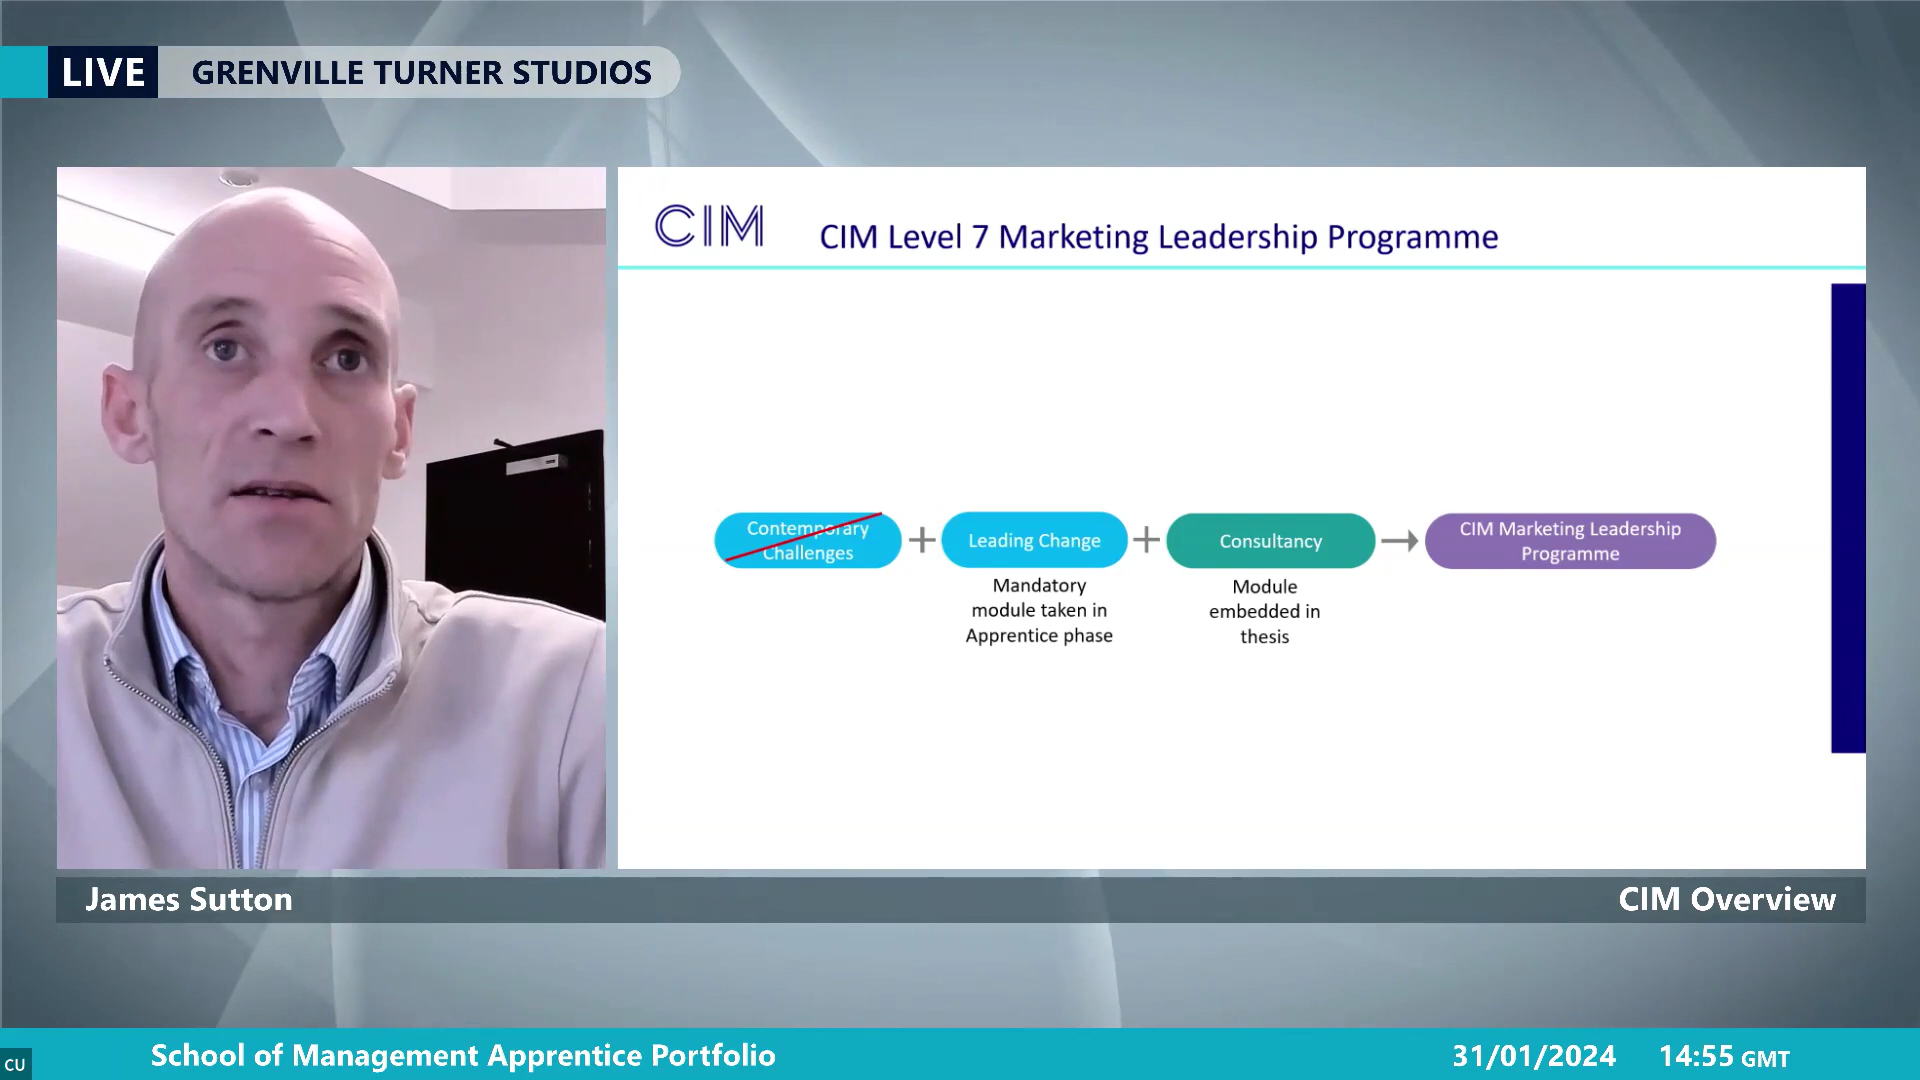 LIVE
GRENVILLE TURNER STUDIOS
CIM
CIM Level 7 Marketing Leadership Programme
Contemporary
Challenges
+
Leading Change
+
Consultancy
CIM Marketing Leadership
Programme
Mandatory
module taken in
Apprentice phase
Module
embedded in
thesis
James Sutton
CIM Overview
CU
School of Management Apprentice Portfolio
31/01/2024
14:55 GMT